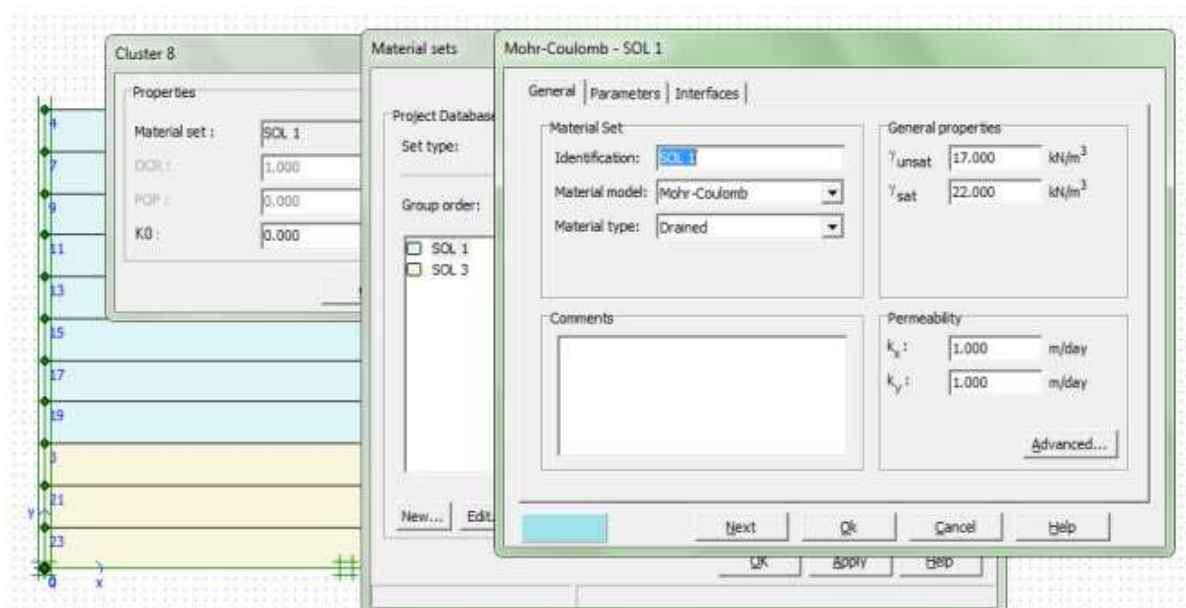 Cluster 8
Properties
Material set :
SOL 1
OCR :
1.000
POP :
0.000
K0 :
0.000
Material sets
Project Database
Set type:
Group order:
SOL 1
SOL 3
New...
Edit.
OK
Apply
Help
Mohr-Coulomb - SOL 1
General
Parameters
Interfaces
Material Set
Identification:
SOL 1
Material model:
Mohr-Coulomb
Material type:
Drained
General properties
γunsat
17.000
kN/m³
γsat
22.000
kN/m³
Comments
Permeability
kx :
1.000
m/day
ky :
1.000
m/day
Advanced...
Next
Ok
Cancel
Help
4
7
9
11
13
15
17
19
3
21
y
23
0
x